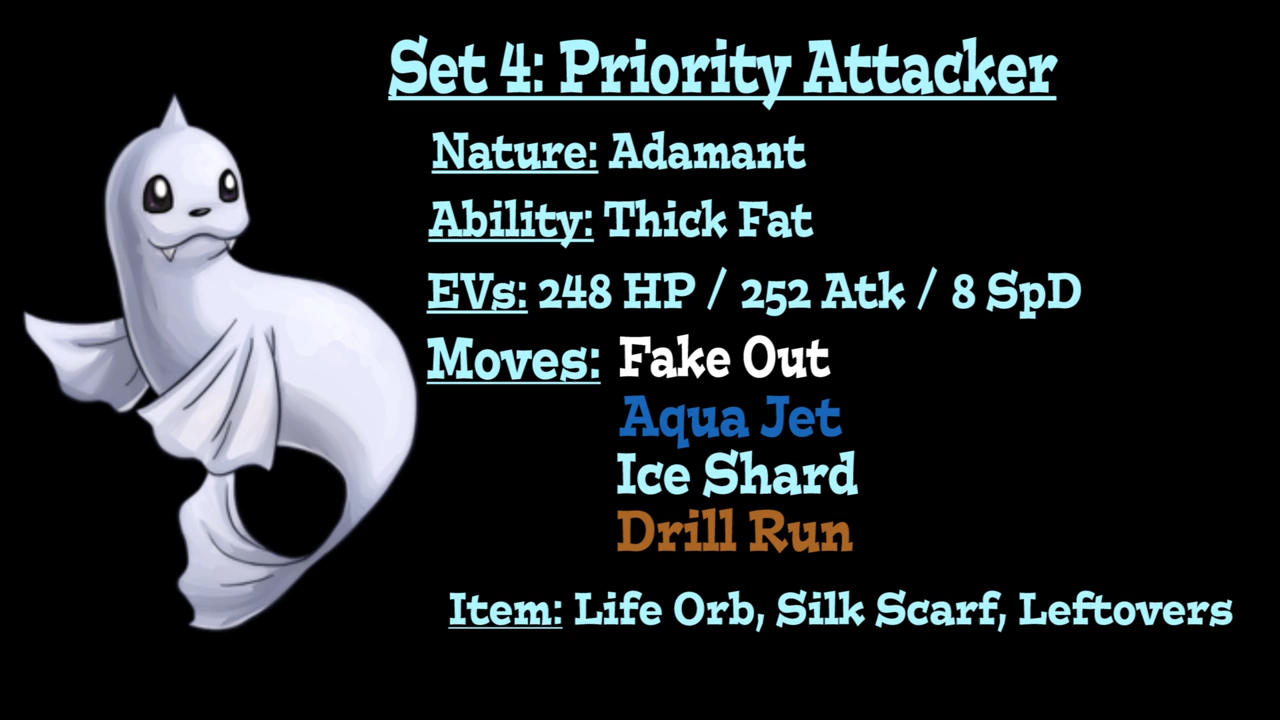 Set 4: Priority Attacker
Nature: Adamant
Ability: Thick Fat
EVs: 248 HP / 252 Atk / 8 SpD
Moves: Fake Out
Aqua Jet
Ice Shard
Drill Run
Item: Life Orb, Silk Scarf, Leftovers